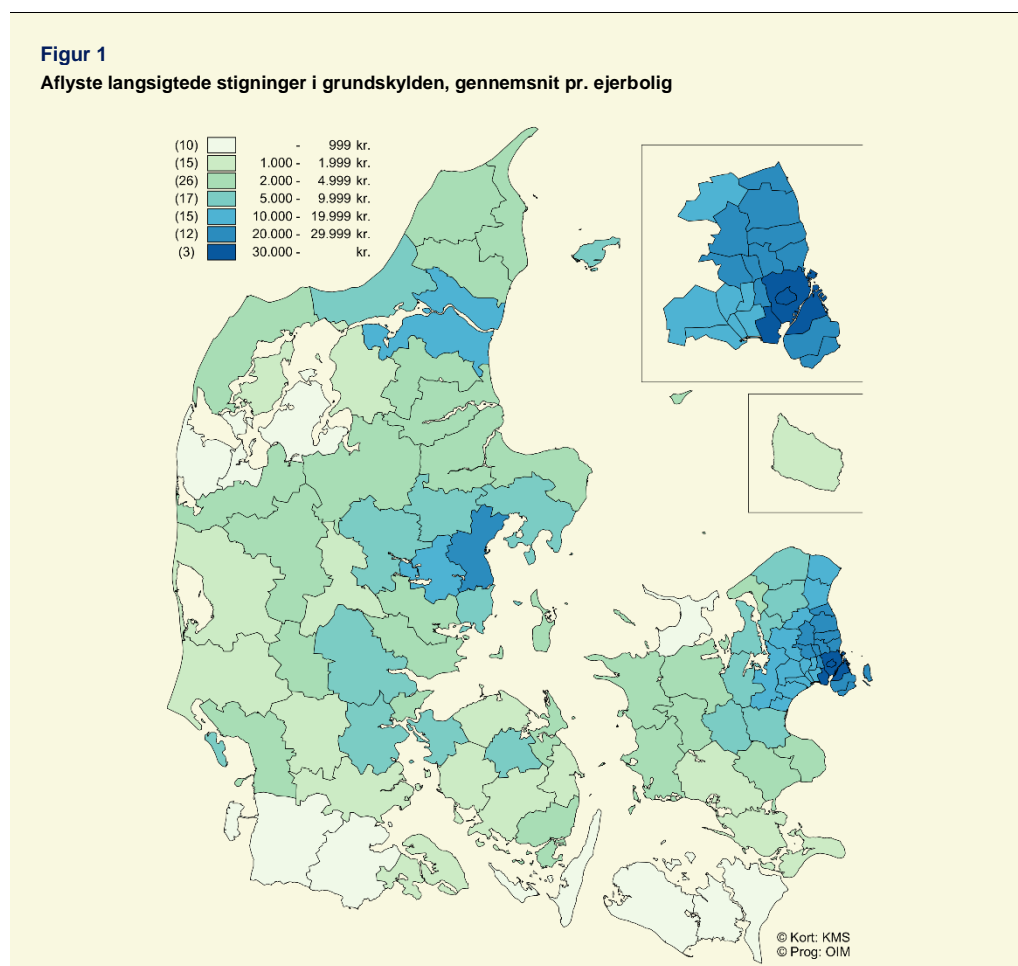 Figur 1
Aflyste langsigtede stigninger i grundskylden, gennemsnit pr. ejerbolig
(10) - 999 kr.
(15) 1.000 - 1.999 kr.
(26) 2.000 - 4.999 kr.
(17) 5.000 - 9.999 kr.
(15) 10.000 - 19.999 kr.
(12) 20.000 - 29.999 kr.
(3) 30.000 - kr.
© Kort: KMS
© Prog: OIM